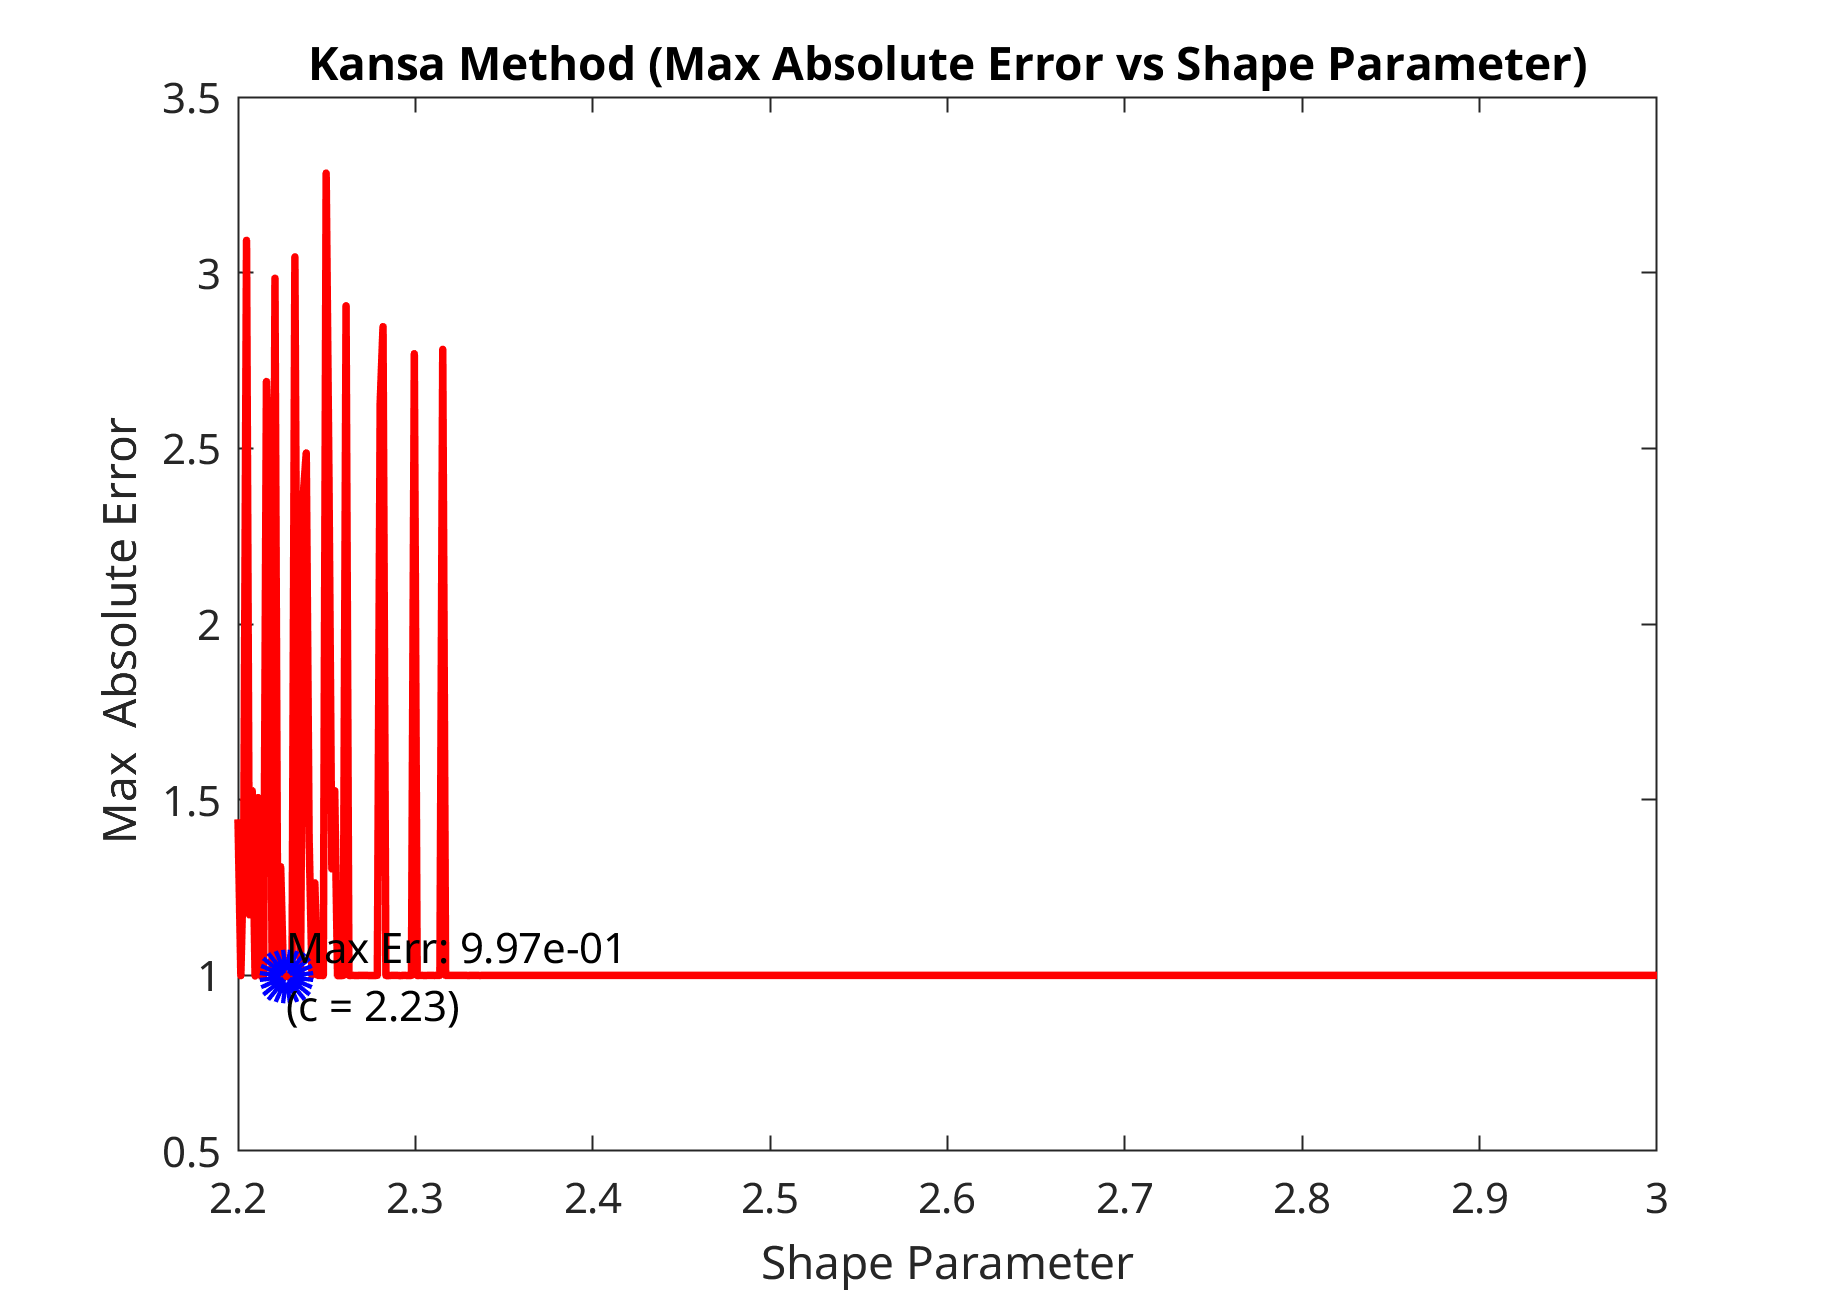 Kansa Method (Max Absolute Error vs Shape Parameter)
3.5
3
2.5
2
1.5
1
0.5
Max Absolute Error
Max Err: 9.97e-01
(c = 2.23)
2.2 2.3 2.4 2.5 2.6 2.7 2.8 2.9 3
Shape Parameter